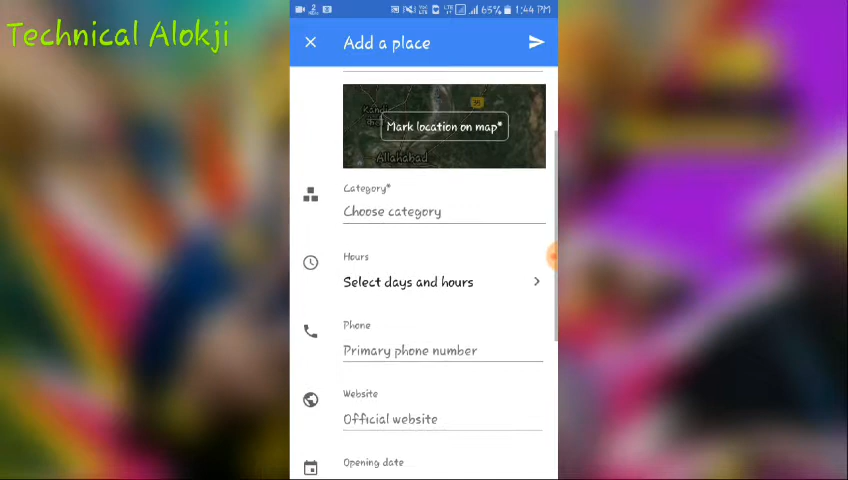 Technical Alokji
2
65% 1:44 PM
Add a place
Mark location on map*
Allahabad
Category*
Choose category
Hours
Select days and hours
Phone
Primary phone number
Website
Official website
Opening date